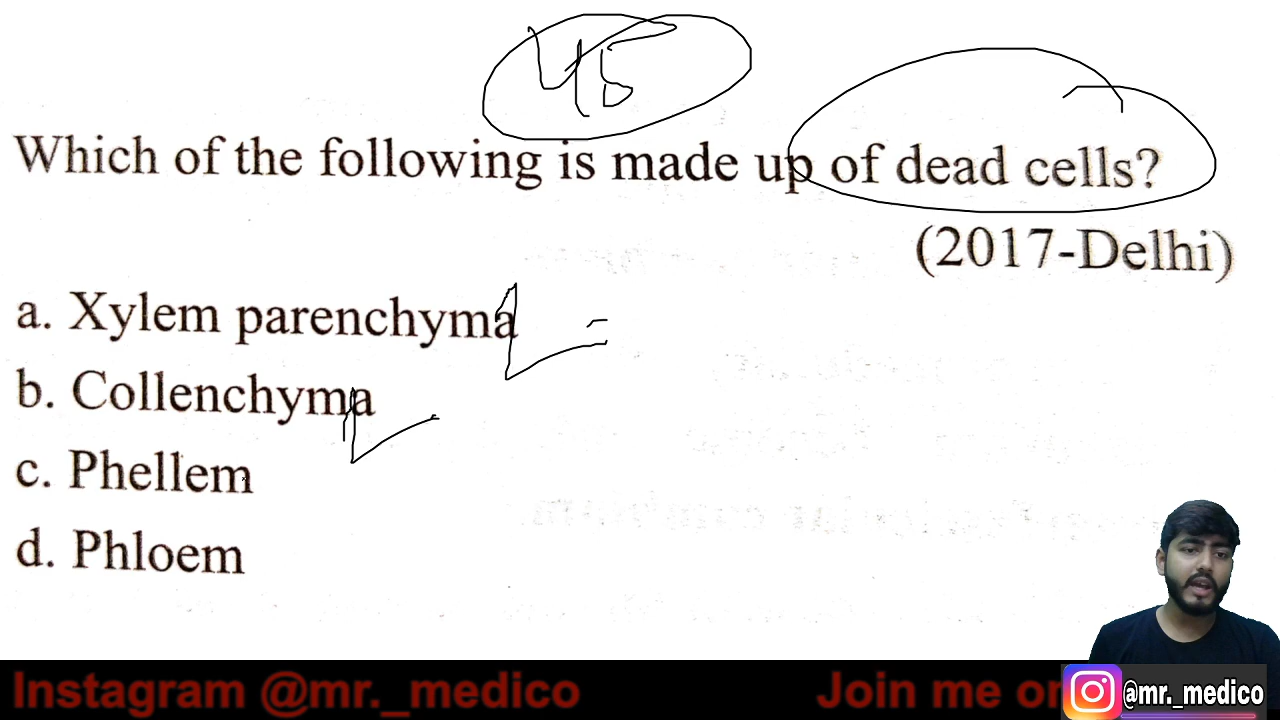 45
Which of the following is made up of dead cells?
(2017-Delhi)
a. Xylem parenchyma
b. Collenchyma
c. Phellem
d. Phloem
Instagram @mr._medico
Join me on
@mr._medico